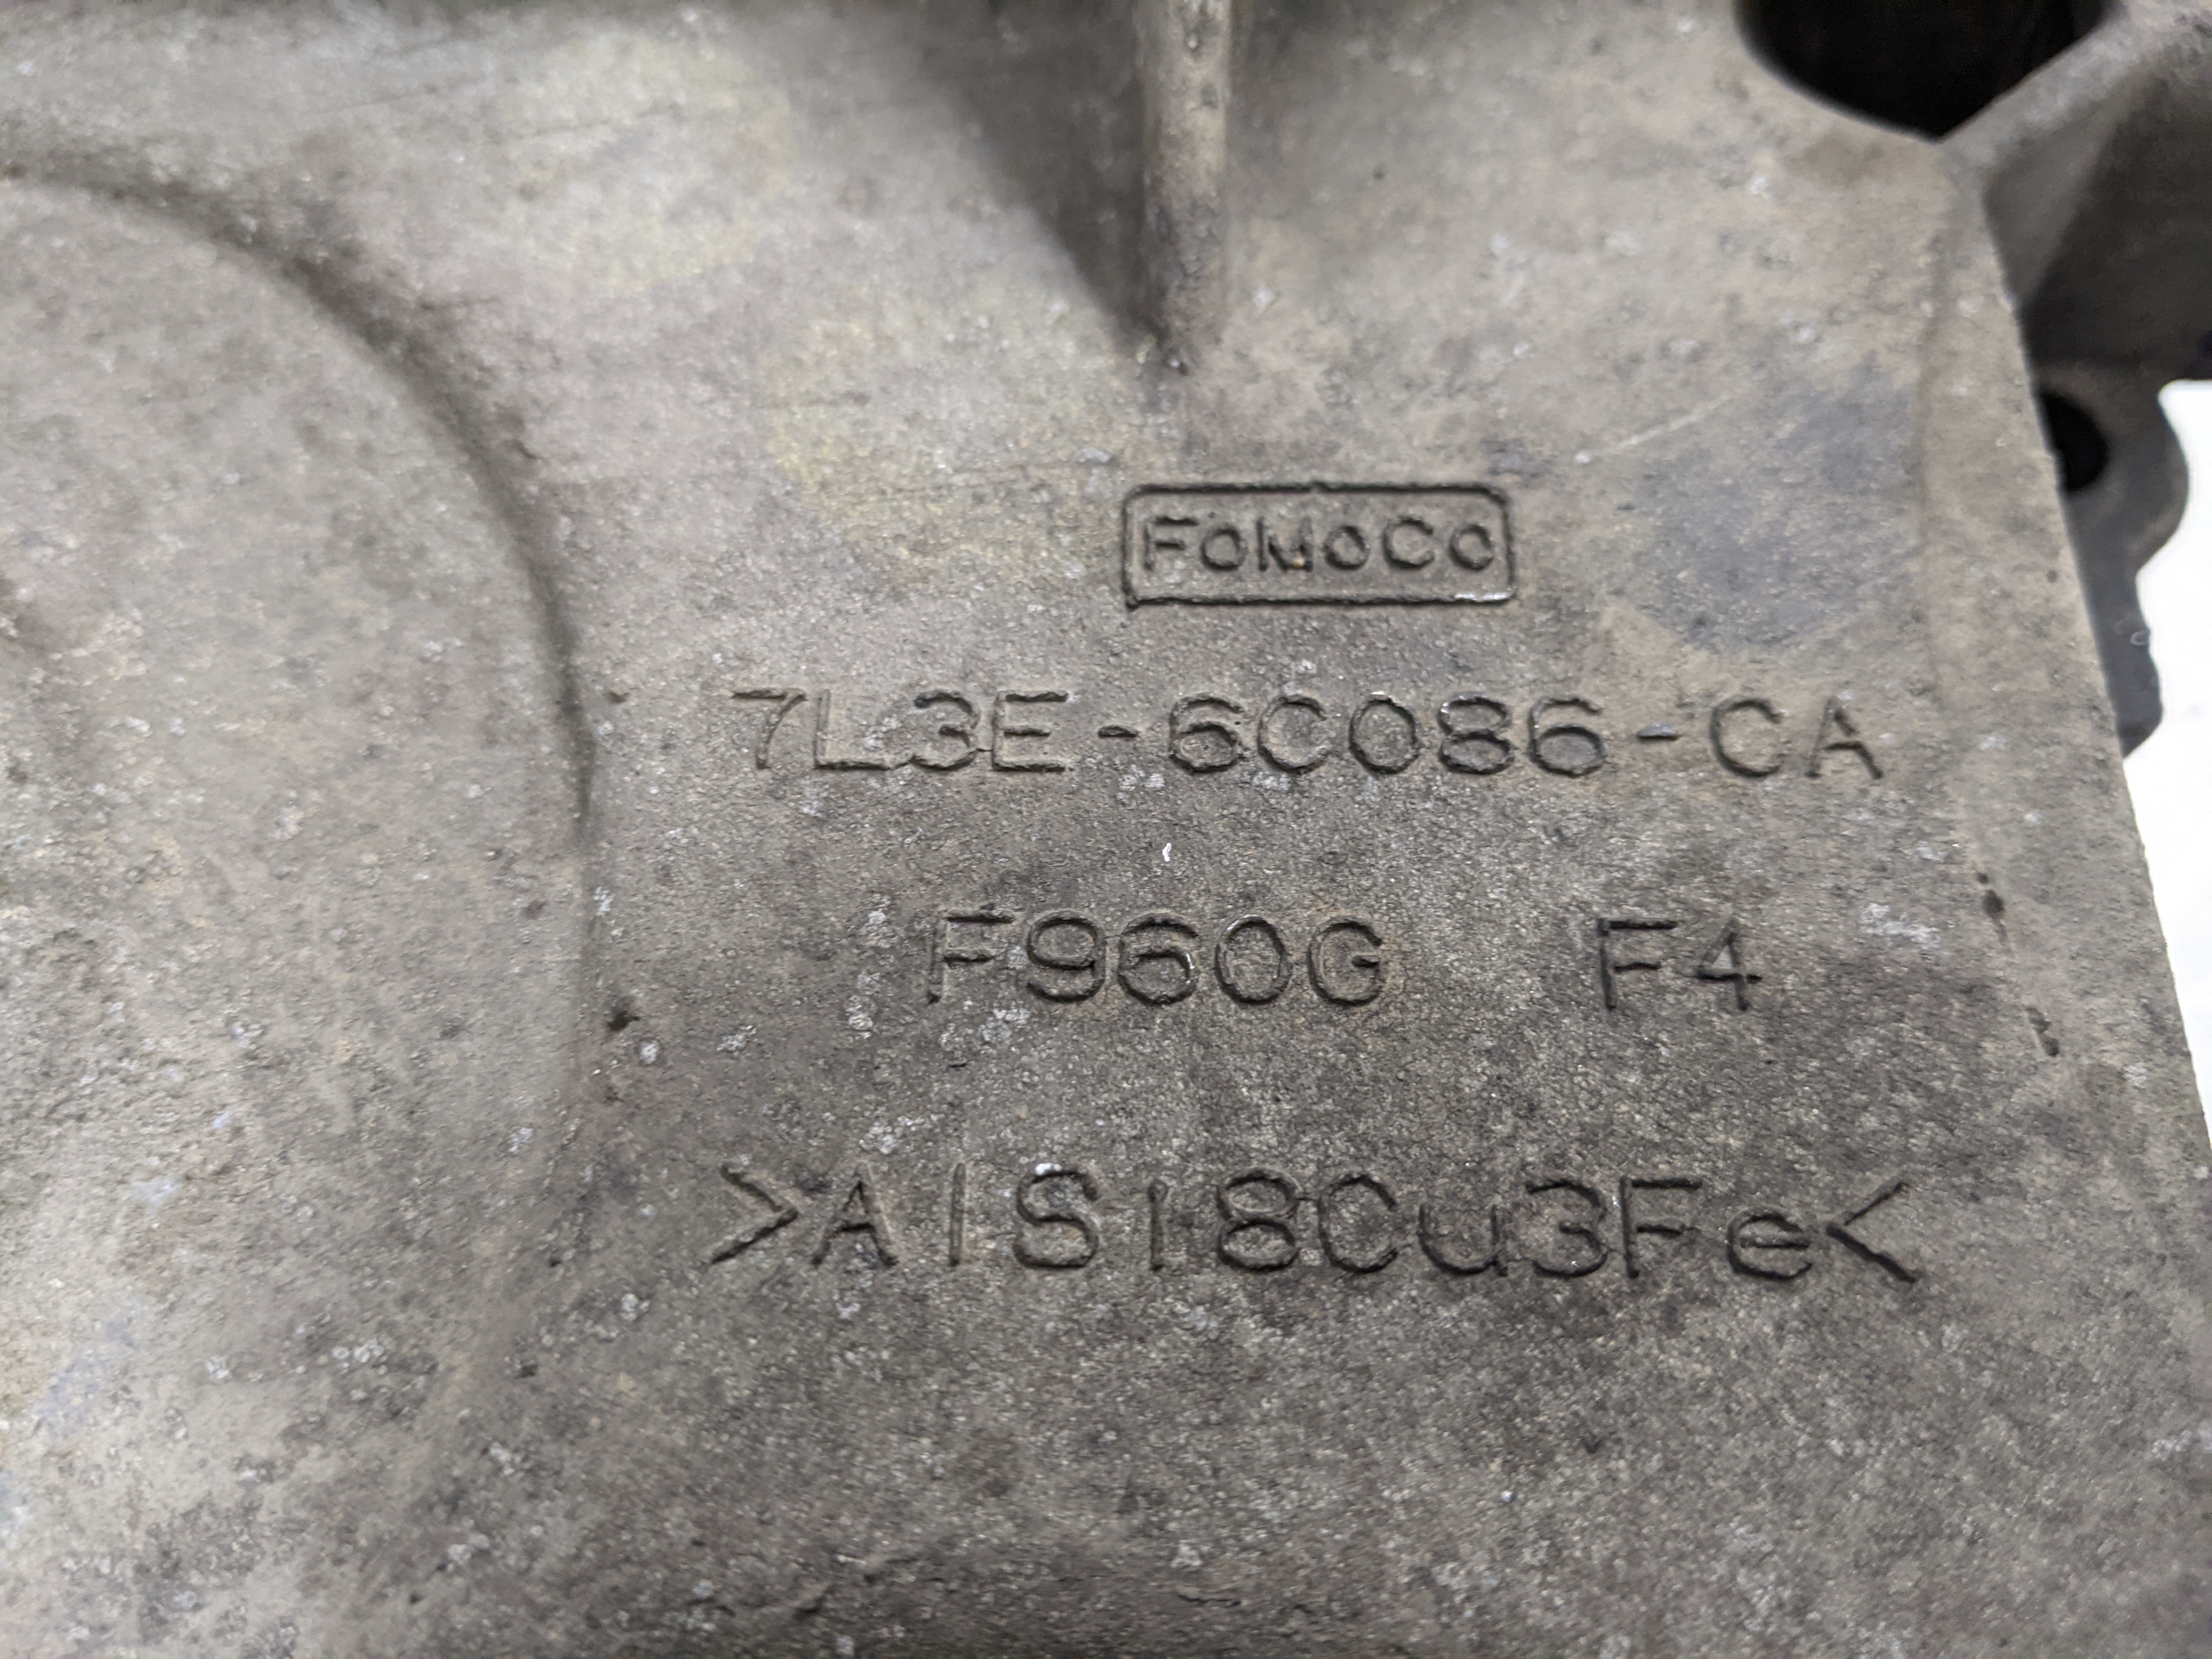 FoMoCo
7L3E-6C086-CA
F960G F4
>AlSi8Cu3Fe<